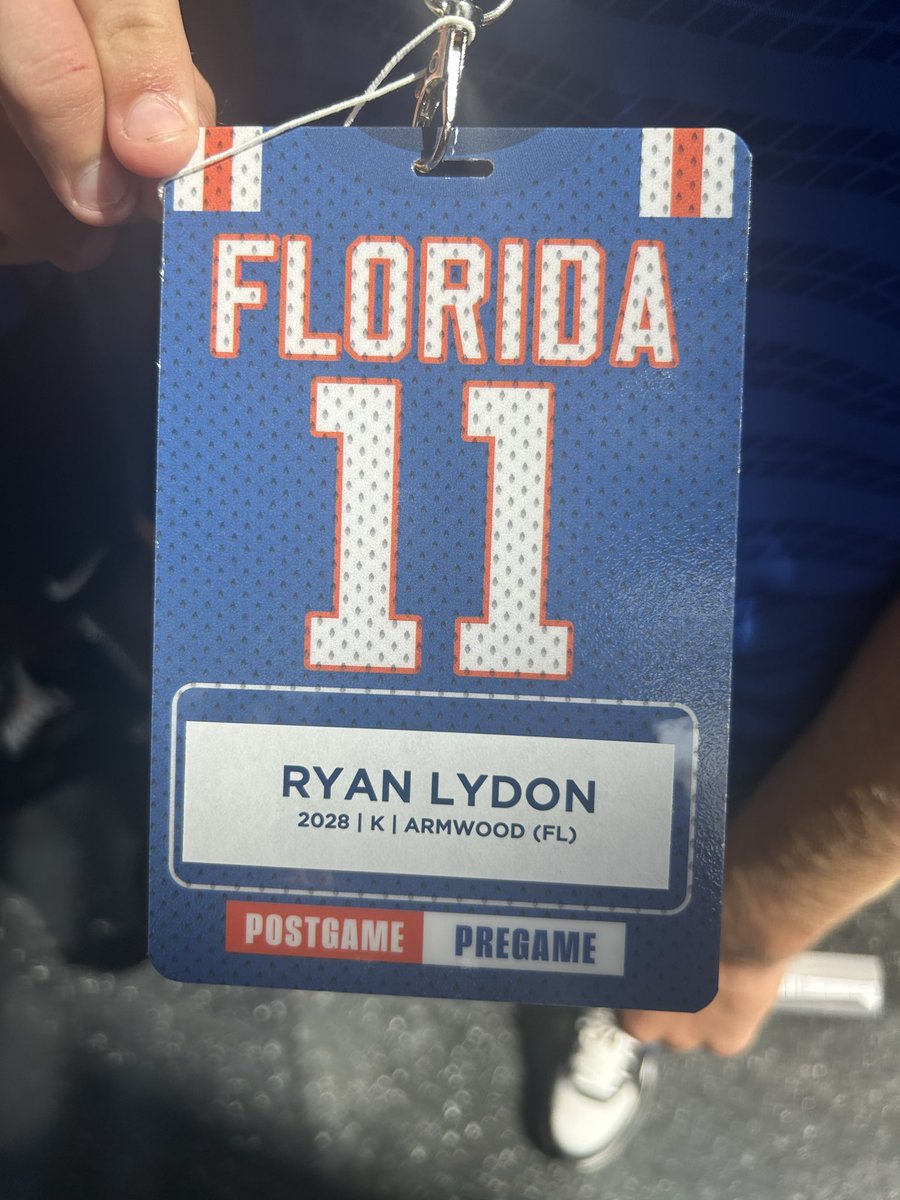 FLORIDA
11
RYAN LYDON
2028 | K | ARMWOOD (FL)
POSTGAME PREGAME